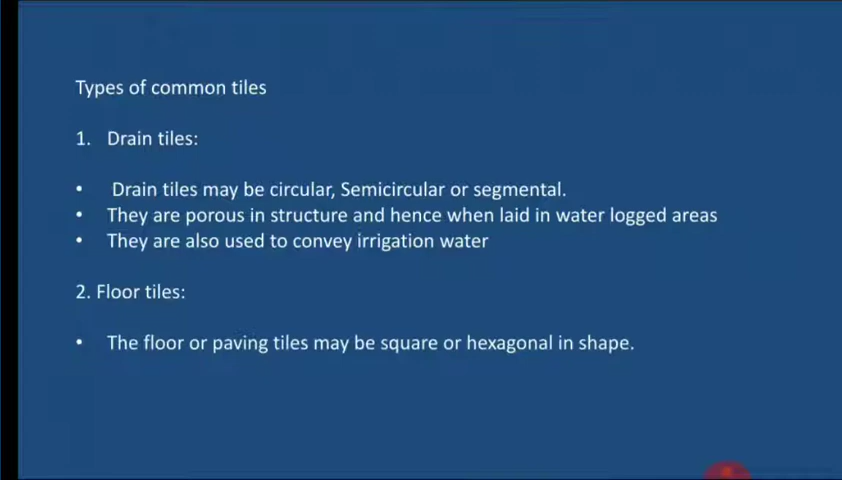 Types of common tiles
1. Drain tiles:
• Drain tiles may be circular, Semicircular or segmental.
• They are porous in structure and hence when laid in water logged areas
• They are also used to convey irrigation water
2. Floor tiles:
• The floor or paving tiles may be square or hexagonal in shape.